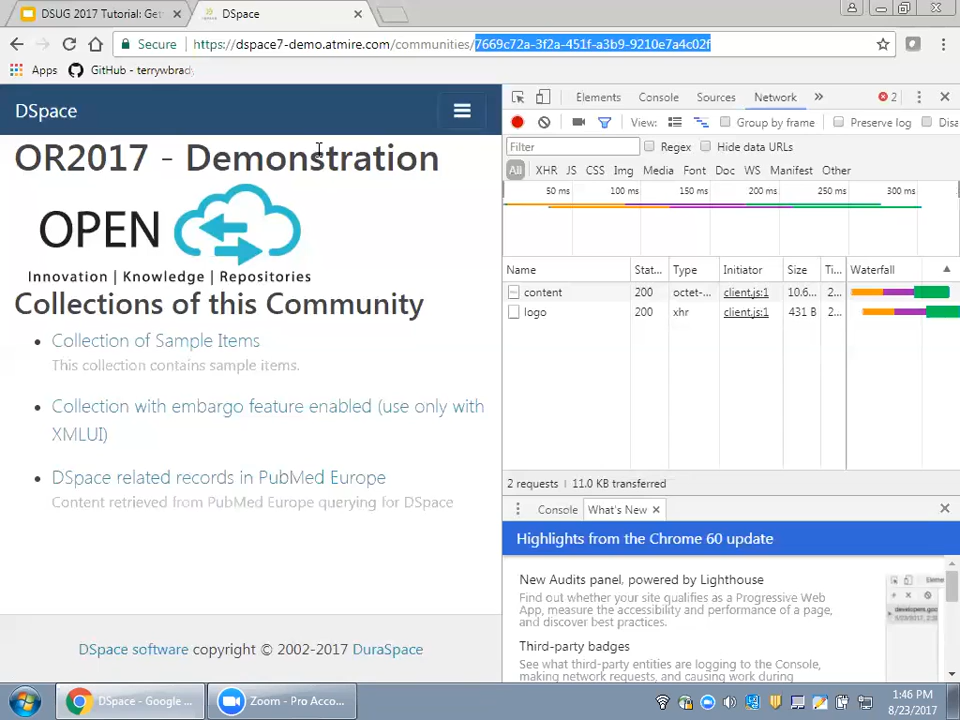 DSUG 2017 Tutorial: Get
DSpace
Secure
https://dspace7-demo.atmire.com/communities/7669c72a-3f2a-451f-a3b9-9210e7a4c02f
Apps
GitHub - terrywbrad
DSpace
OR2017 - Demonstration
OPEN
Innovation | Knowledge | Repositories
Collections of this Community
Collection of Sample Items
This collection contains sample items.
Collection with embargo feature enabled (use only with
XMLUI)
DSpace related records in PubMed Europe
Content retrieved from PubMed Europe querying for DSpace
DSpace software copyright © 2002-2017 DuraSpace
Elements Console Sources Network » 2
View: Group by frame Preserve log Disa
Filter Regex Hide data URLs
All XHR JS CSS Img Media Font Doc WS Manifest Other
50 ms 100 ms 150 ms 200 ms 250 ms 300 ms
Name Stat... Type Initiator Size Ti... Waterfall
content 200 octet-... client.js:1 10.6... 2...
logo 200 xhr client.js:1 431 B 2...
2 requests | 11.0 KB transferred
Console What's New
Highlights from the Chrome 60 update
New Audits panel, powered by Lighthouse
Find out whether your site qualifies as a Progressive Web
App, measure the accessibility and performance of a page,
and discover best practices.
Third-party badges
See what third-party entities are logging to the Console,
making network requests, and causing work during
DSpace - Google ...
Zoom - Pro Acco...
1:46 PM
8/23/2017